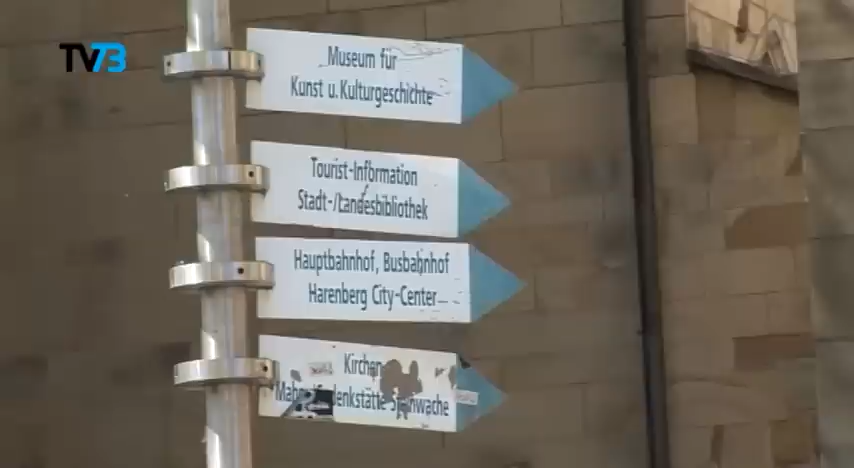 TV73
Museum für
Kunst u. Kulturgeschichte
Tourist-Information
Stadt-/Landesbibliothek
Hauptbahnhof, Busbahnhof
Harenberg City-Center
Kirchen